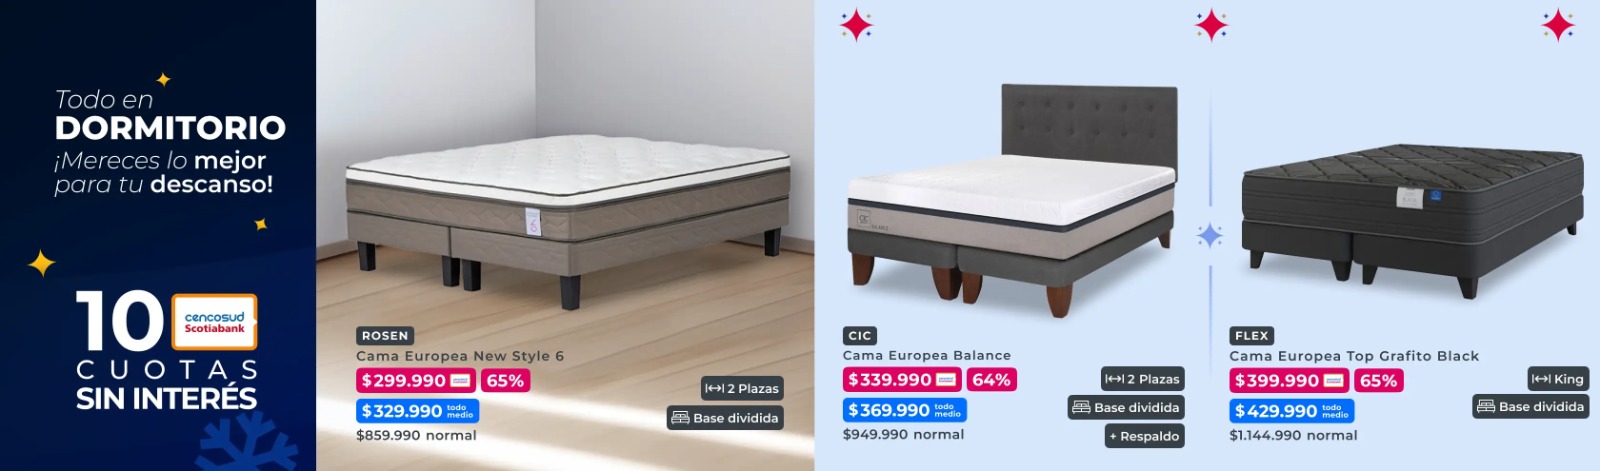 Todo en
DORMITORIO
¡Mereces lo mejor
para tu descanso!
10 cencosud
Scotiabank
CUOTAS
SIN INTERÉS
ROSEN
Cama Europea New Style 6
$299.990 65%
$329.990 todo medio
$859.990 normal
2 Plazas
Base dividida
CIC
Cama Europea Balance
$339.990 64%
$369.990 todo medio
$949.990 normal
2 Plazas
Base dividida
+ Respaldo
FLEX
Cama Europea Top Grafito Black
$399.990 65%
$429.990 todo medio
$1.144.990 normal
King
Base dividida
6
CIC